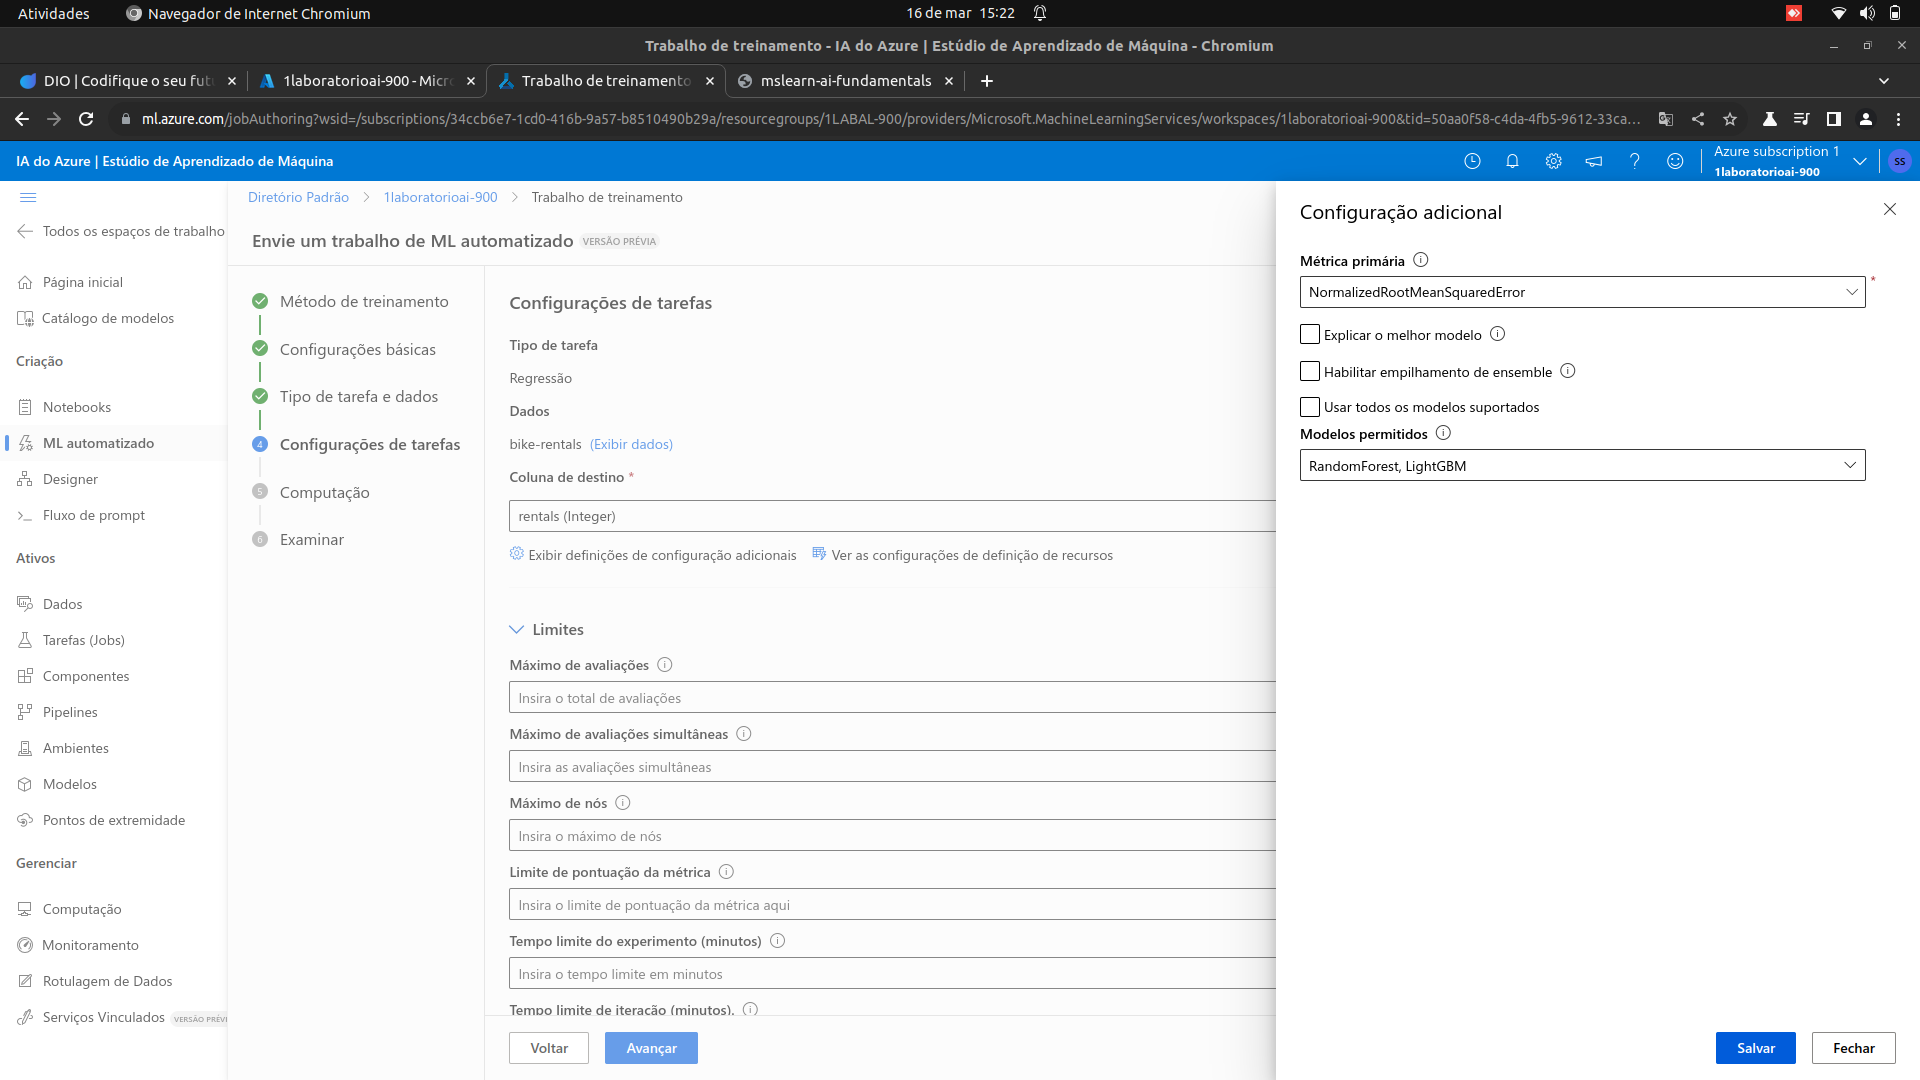 Atividades
Navegador de Internet Chromium
16 de mar 15:22
Trabalho de treinamento - IA do Azure | Estúdio de Aprendizado de Máquina - Chromium
DIO | Codifique o seu fut
1laboratorioai-900 - Micro
Trabalho de treinamento
mslearn-ai-fundamentals
ml.azure.com/jobAuthoring?wsid=/subscriptions/34ccb6e7-1cd0-416b-9a57-b8510490b29a/resourcegroups/1LABAL-900/providers/Microsoft.MachineLearningServices/workspaces/1laboratorioai-900&tid=50aa0f58-c4da-4fb5-9612-33ca...
IA do Azure | Estúdio de Aprendizado de Máquina
Azure subscription 1
1laboratorioai-900
SS
Todos os espaços de trabalho
Página inicial
Catálogo de modelos
Criação
Notebooks
ML automatizado
Designer
Fluxo de prompt
Ativos
Dados
Tarefas (Jobs)
Componentes
Pipelines
Ambientes
Modelos
Pontos de extremidade
Gerenciar
Computação
Monitoramento
Rotulagem de Dados
Serviços Vinculados VERSÃO PRÉVI
Diretório Padrão > 1laboratorioai-900 > Trabalho de treinamento
Envie um trabalho de ML automatizado VERSÃO PRÉVIA
Método de treinamento
Configurações básicas
Tipo de tarefa e dados
4 Configurações de tarefas
5 Computação
6 Examinar
Configurações de tarefas
Tipo de tarefa
Regressão
Dados
bike-rentals (Exibir dados)
Coluna de destino *
rentals (Integer)
Exibir definições de configuração adicionais
Ver as configurações de definição de recursos
Limites
Máximo de avaliações
Insira o total de avaliações
Máximo de avaliações simultâneas
Insira as avaliações simultâneas
Máximo de nós
Insira o máximo de nós
Limite de pontuação da métrica
Insira o limite de pontuação da métrica aqui
Tempo limite do experimento (minutos)
Insira o tempo limite em minutos
Tempo limite de iteração (minutos).
Voltar
Avançar
Configuração adicional
Métrica primária
NormalizedRootMeanSquaredError
*
Explicar o melhor modelo
Habilitar empilhamento de ensemble
Usar todos os modelos suportados
Modelos permitidos
RandomForest, LightGBM
Salvar
Fechar